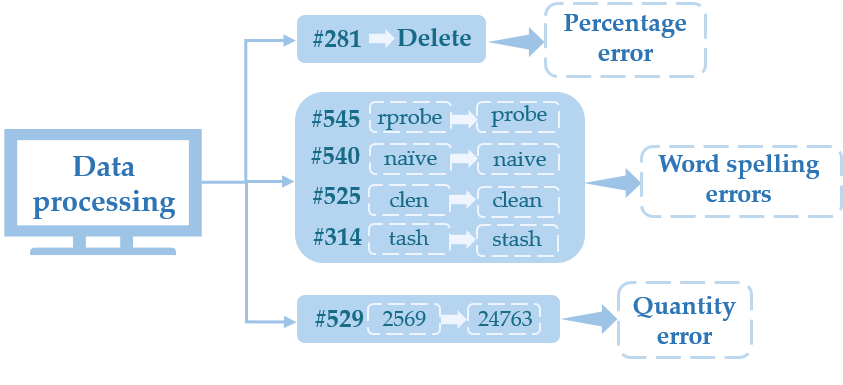 Data
processing
#281 Delete
Percentage
error
#545 rprobe probe
#540 naïve naive
#525 clen clean
#314 tash stash
Word spelling
errors
#529 2569 24763
Quantity
error